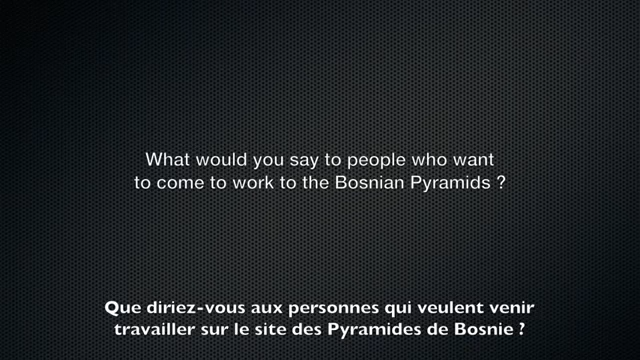 What would you say to people who want
to come to work to the Bosnian Pyramids ?
Que diriez-vous aux personnes qui veulent venir
travailler sur le site des Pyramides de Bosnie ?